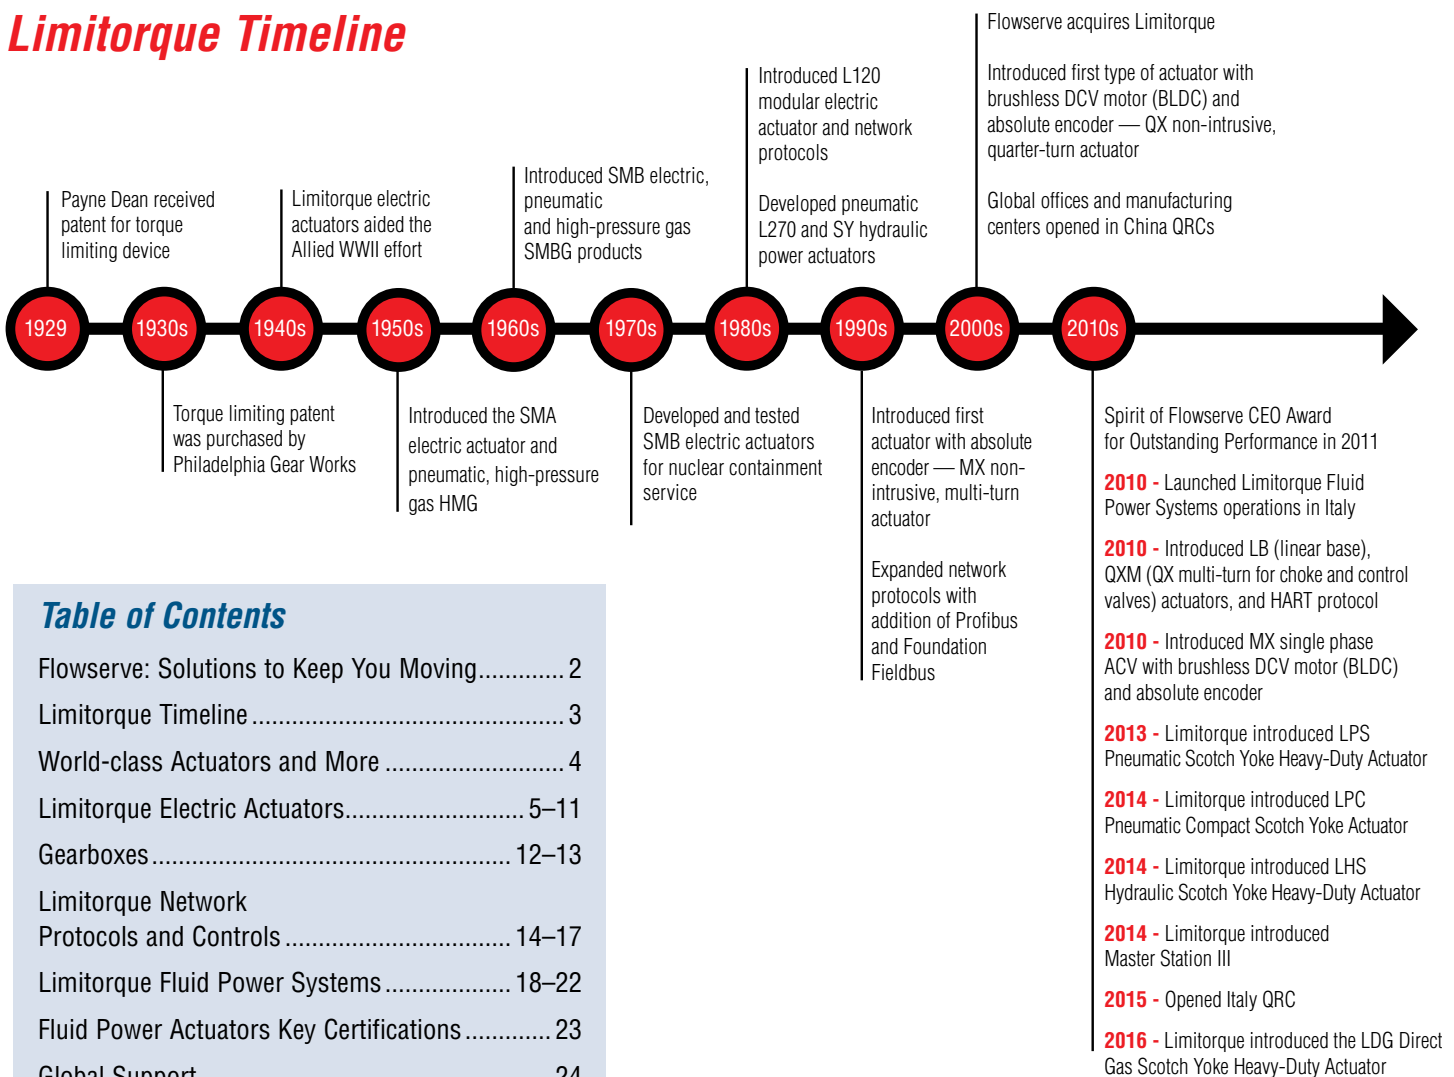 Limitorque Timeline
Payne Dean received
patent for torque
limiting device
Limitorque electric
actuators aided the
Allied WWII effort
Introduced SMB electric,
pneumatic
and high-pressure gas
SMBG products
Introduced L120
modular electric
actuator and network
protocols
Developed pneumatic
L270 and SY hydraulic
power actuators
Flowserve acquires Limitorque
Introduced first type of actuator with
brushless DCV motor (BLDC) and
absolute encoder — QX non-intrusive,
quarter-turn actuator
Global offices and manufacturing
centers opened in China QRCs
1929
1930s
1940s
1950s
1960s
1970s
1980s
1990s
2000s
2010s
Torque limiting patent
was purchased by
Philadelphia Gear Works
Introduced the SMA
electric actuator and
pneumatic, high-pressure
gas HMG
Developed and tested
SMB electric actuators
for nuclear containment
service
Introduced first
actuator with absolute
encoder — MX non-
intrusive, multi-turn
actuator
Expanded network
protocols with
addition of Profibus
and Foundation
Fieldbus
Spirit of Flowserve CEO Award
for Outstanding Performance in 2011
2010 - Launched Limitorque Fluid
Power Systems operations in Italy
2010 - Introduced LB (linear base),
QXM (QX multi-turn for choke and control
valves) actuators, and HART protocol
2010 - Introduced MX single phase
ACV with brushless DCV motor (BLDC)
and absolute encoder
2013 - Limitorque introduced LPS
Pneumatic Scotch Yoke Heavy-Duty Actuator
2014 - Limitorque introduced LPC
Pneumatic Compact Scotch Yoke Actuator
2014 - Limitorque introduced LHS
Hydraulic Scotch Yoke Heavy-Duty Actuator
2014 - Limitorque introduced
Master Station III
2015 - Opened Italy QRC
2016 - Limitorque introduced the LDG Direct
Gas Scotch Yoke Heavy-Duty Actuator
Table of Contents
Flowserve: Solutions to Keep You Moving............. 2
Limitorque Timeline............................................... 3
World-class Actuators and More........................... 4
Limitorque Electric Actuators........................... 5–11
Gearboxes...................................................... 12–13
Limitorque Network
Protocols and Controls.................................. 14–17
Limitorque Fluid Power Systems................... 18–22
Fluid Power Actuators Key Certifications............. 23
Global Support..................................................... 24